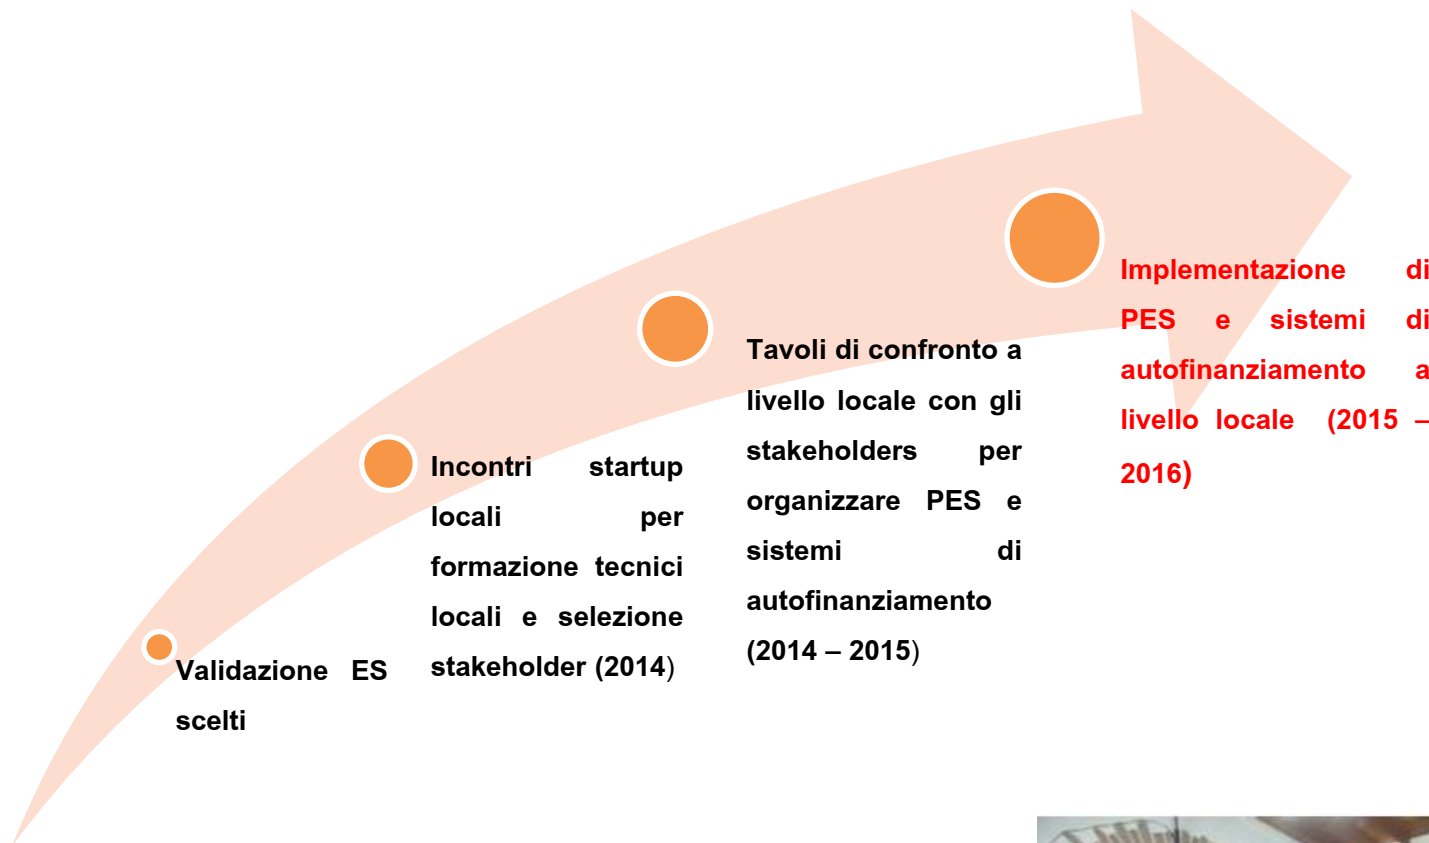 Validazione ES
scelti
Incontri startup
locali per
formazione tecnici
locali e selezione
stakeholder (2014)
Tavoli di confronto a
livello locale con gli
stakeholders per
organizzare PES e
sistemi di
autofinanziamento
(2014 – 2015)
Implementazione di
PES e sistemi di
autofinanziamento a
livello locale (2015 –
2016)